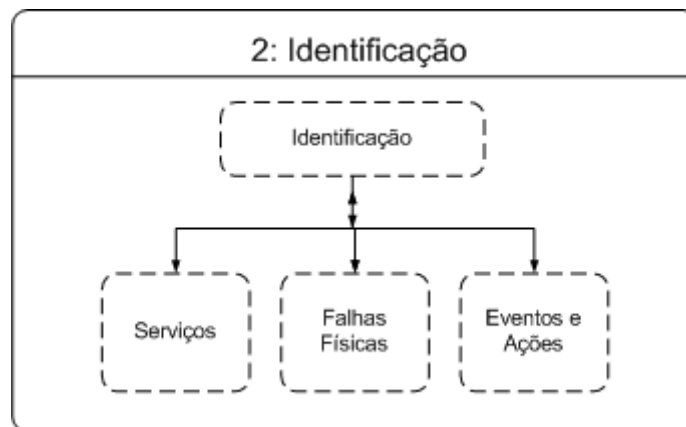 2: Identificação
Identificação
Serviços
Falhas
Físicas
Eventos e
Ações